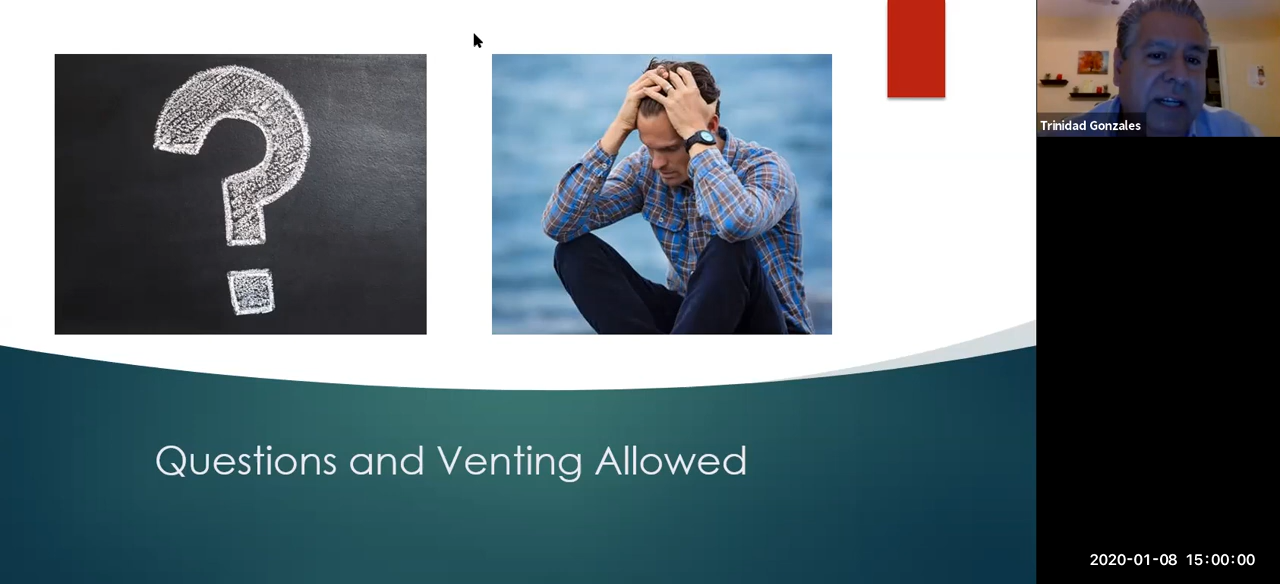 ?
Trinidad Gonzales
Questions and Venting Allowed
2020-01-08 15:00:00